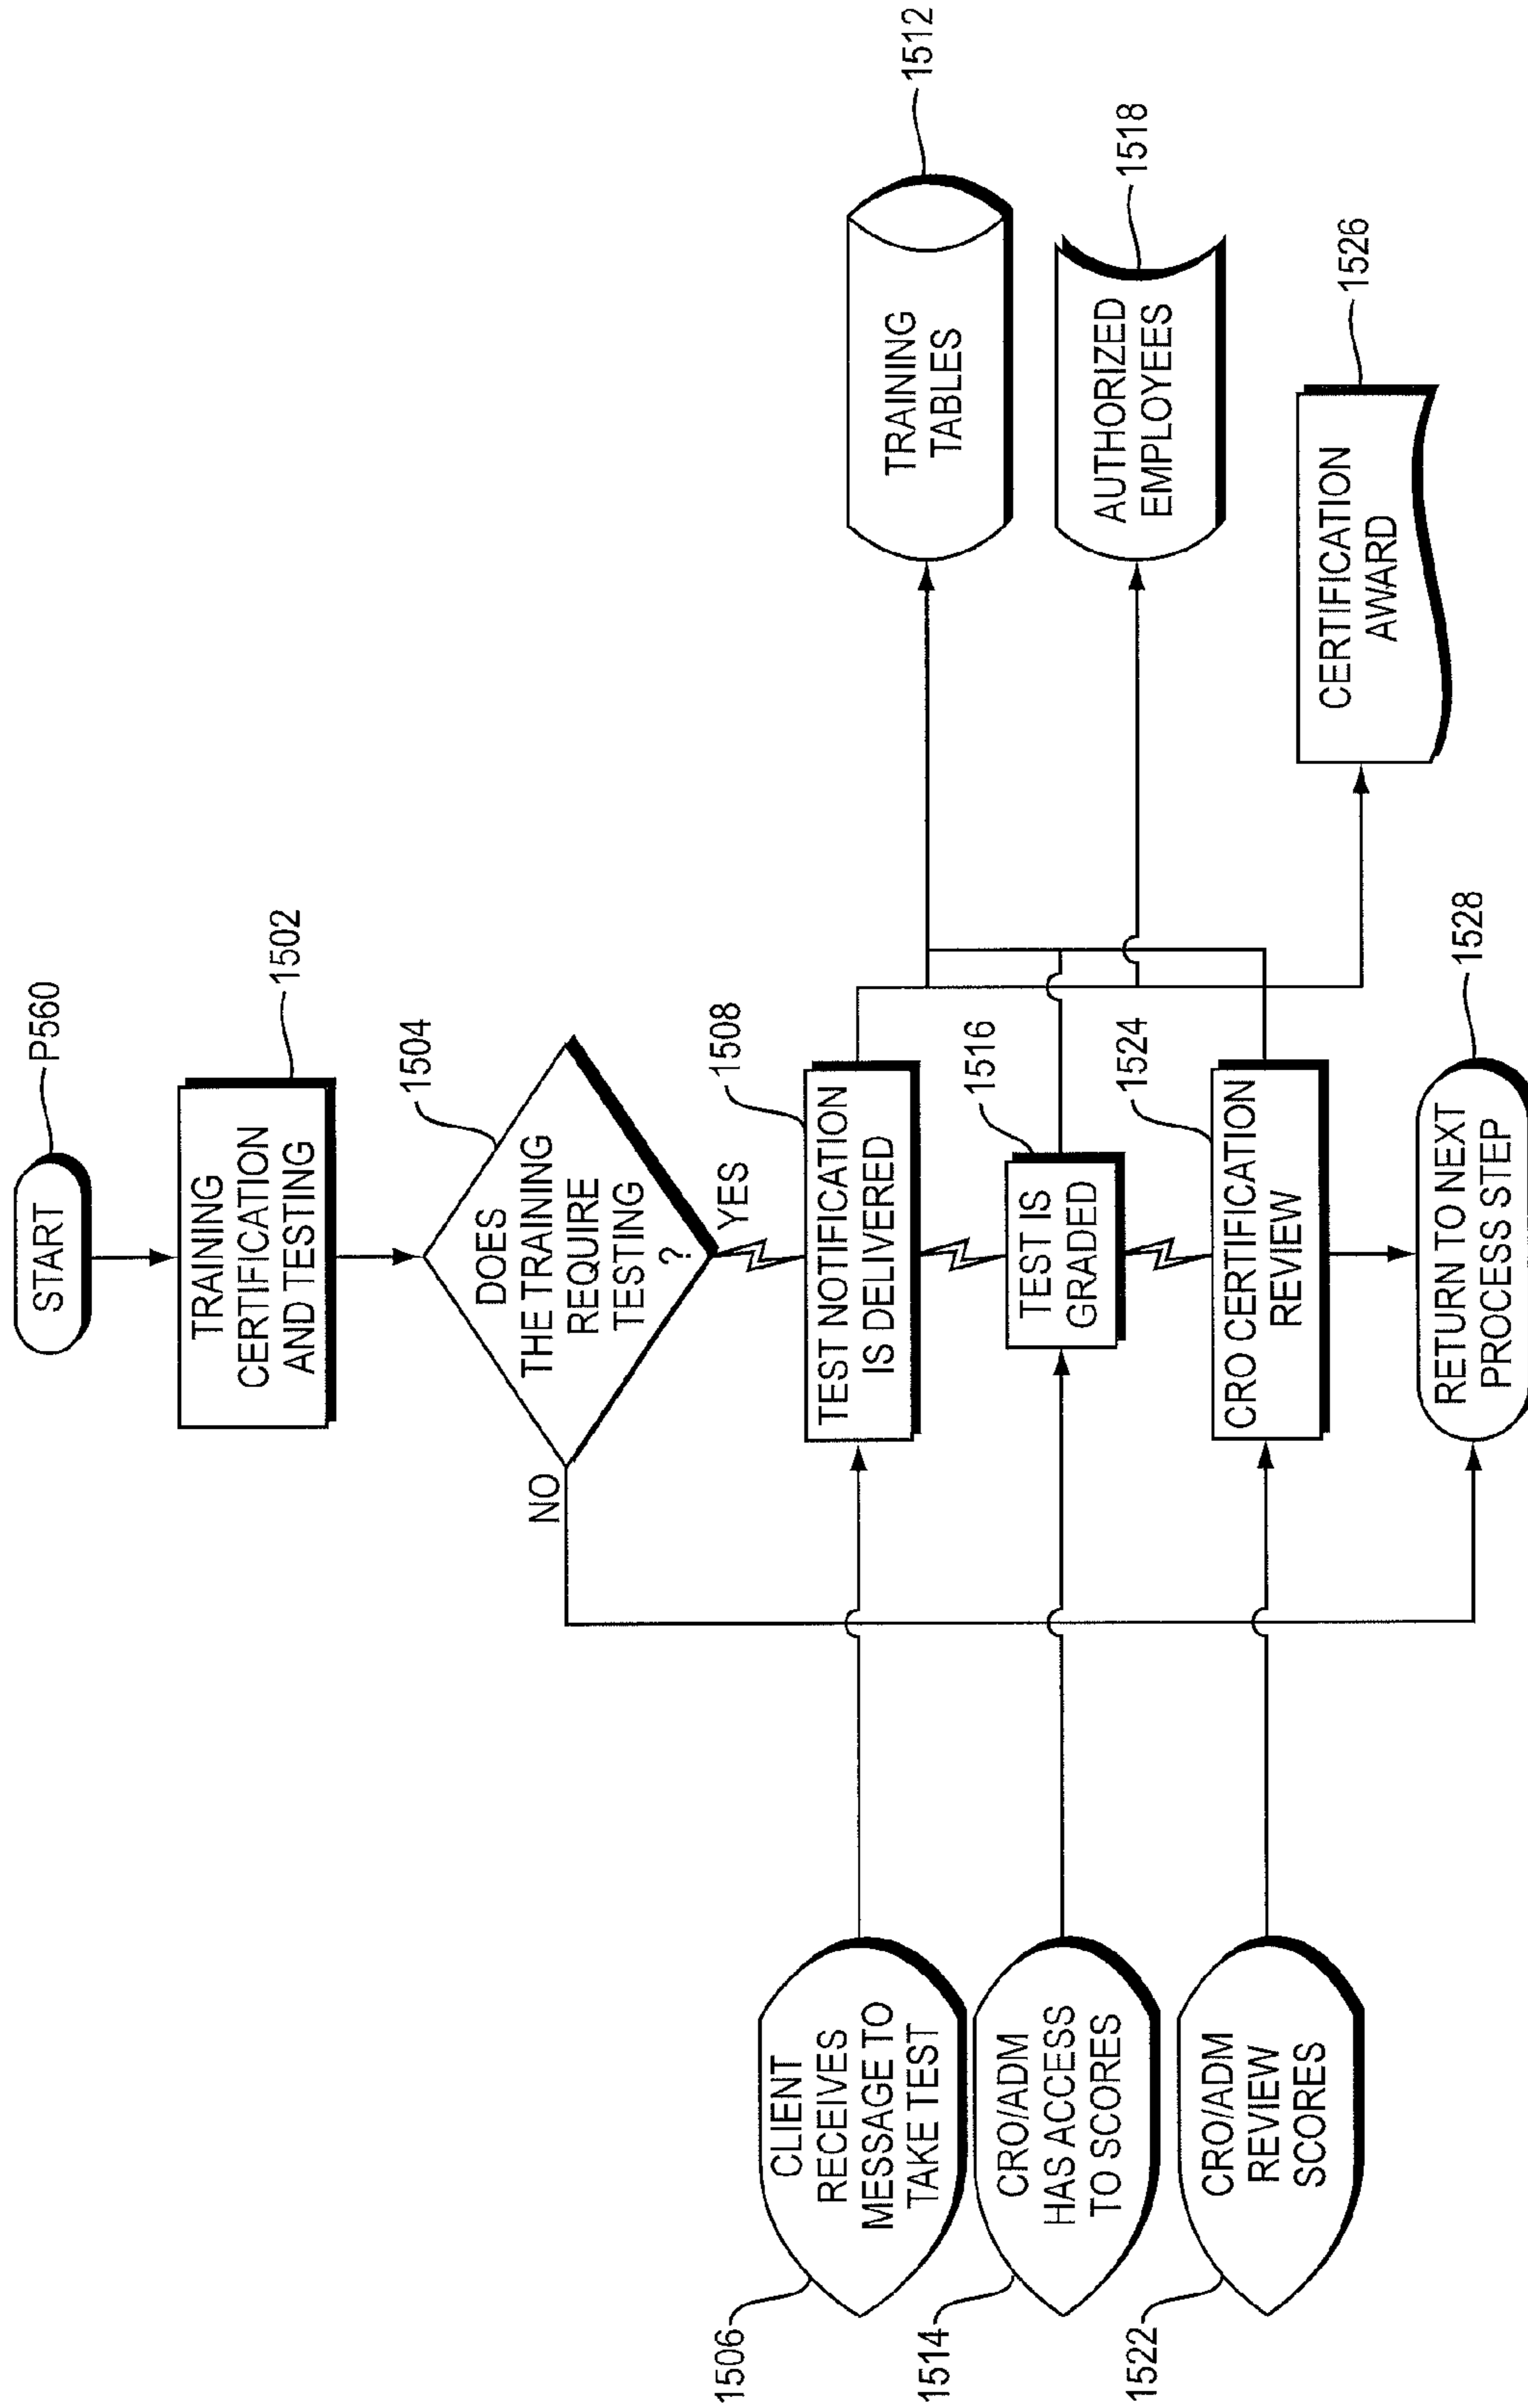 START
P560
TRAINING
CERTIFICATION
AND TESTING
1502
DOES
THE TRAINING
REQUIRE
TESTING
?
1504
NO
YES
CLIENT
RECEIVES
MESSAGE TO
TAKE TEST
1506
TEST NOTIFICATION
IS DELIVERED
1508
TRAINING
TABLES
1512
CRO/ADM
HAS ACCESS
TO SCORES
1514
TEST IS
GRADED
1516
AUTHORIZED
EMPLOYEES
1518
CRO/ADM
REVIEW
SCORES
1522
CRO CERTIFICATION
REVIEW
1524
CERTIFICATION
AWARD
1526
RETURN TO NEXT
PROCESS STEP
1528